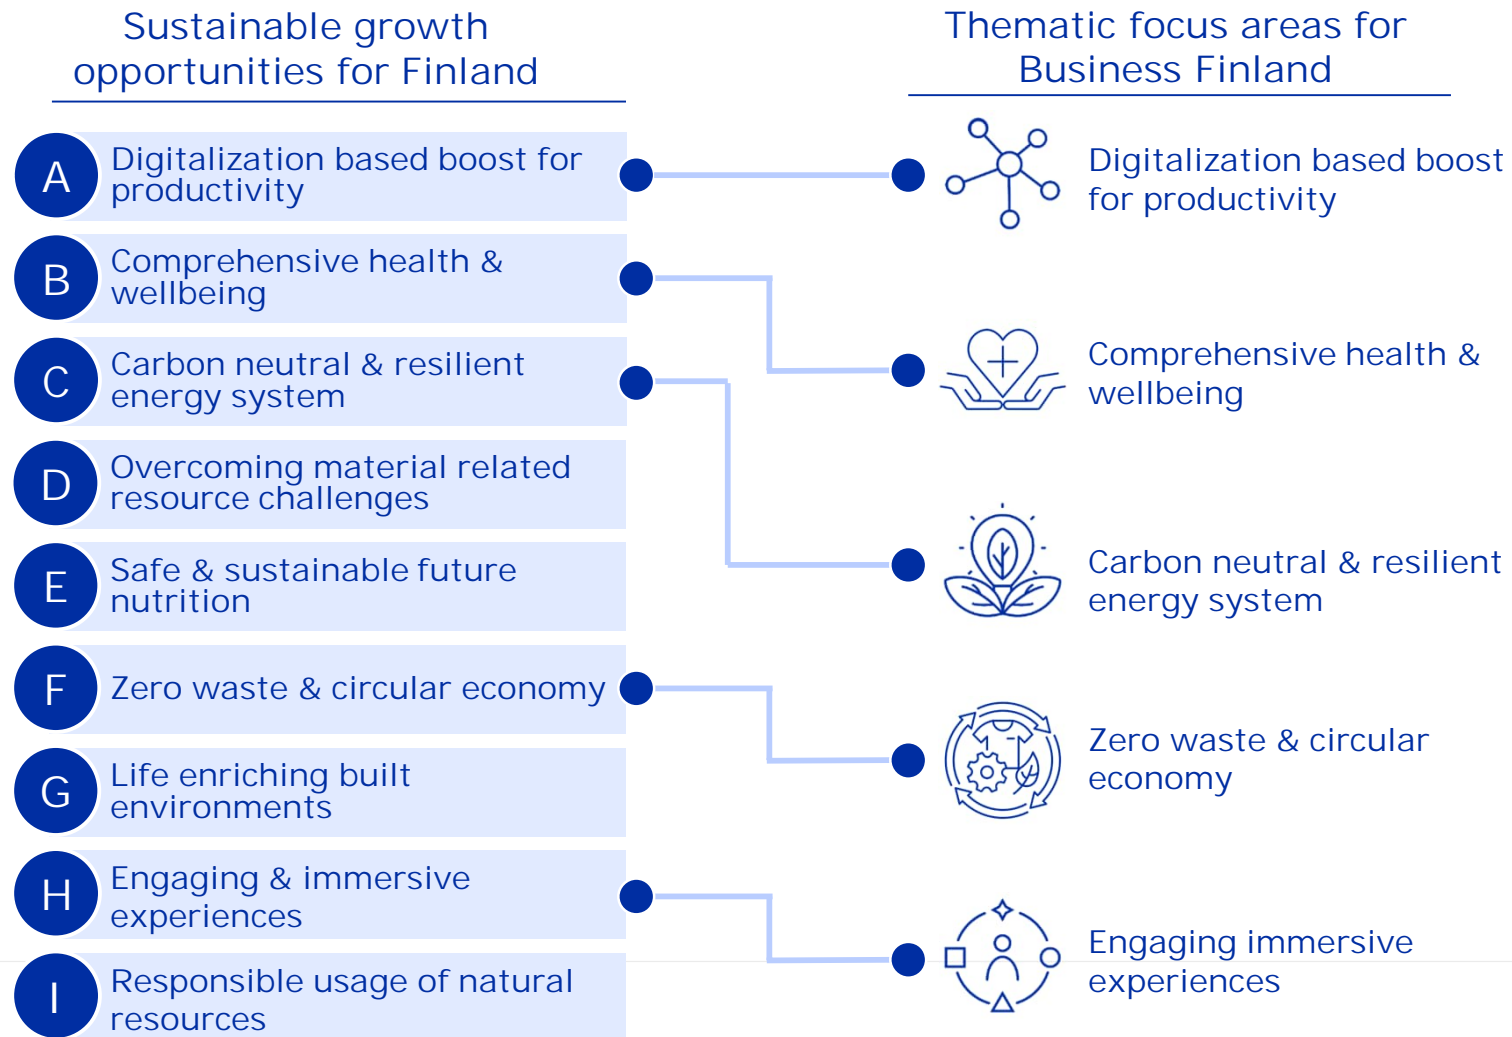 Sustainable growth
opportunities for Finland
A
Digitalization based boost for
productivity
B
Comprehensive health &
wellbeing
C
Carbon neutral & resilient
energy system
D
Overcoming material related
resource challenges
E
Safe & sustainable future
nutrition
F
Zero waste & circular economy
G
Life enriching built
environments
H
Engaging & immersive
experiences
I
Responsible usage of natural
resources
Thematic focus areas for
Business Finland
Digitalization based boost
for productivity
Comprehensive health &
wellbeing
Carbon neutral & resilient
energy system
Zero waste & circular
economy
Engaging immersive
experiences